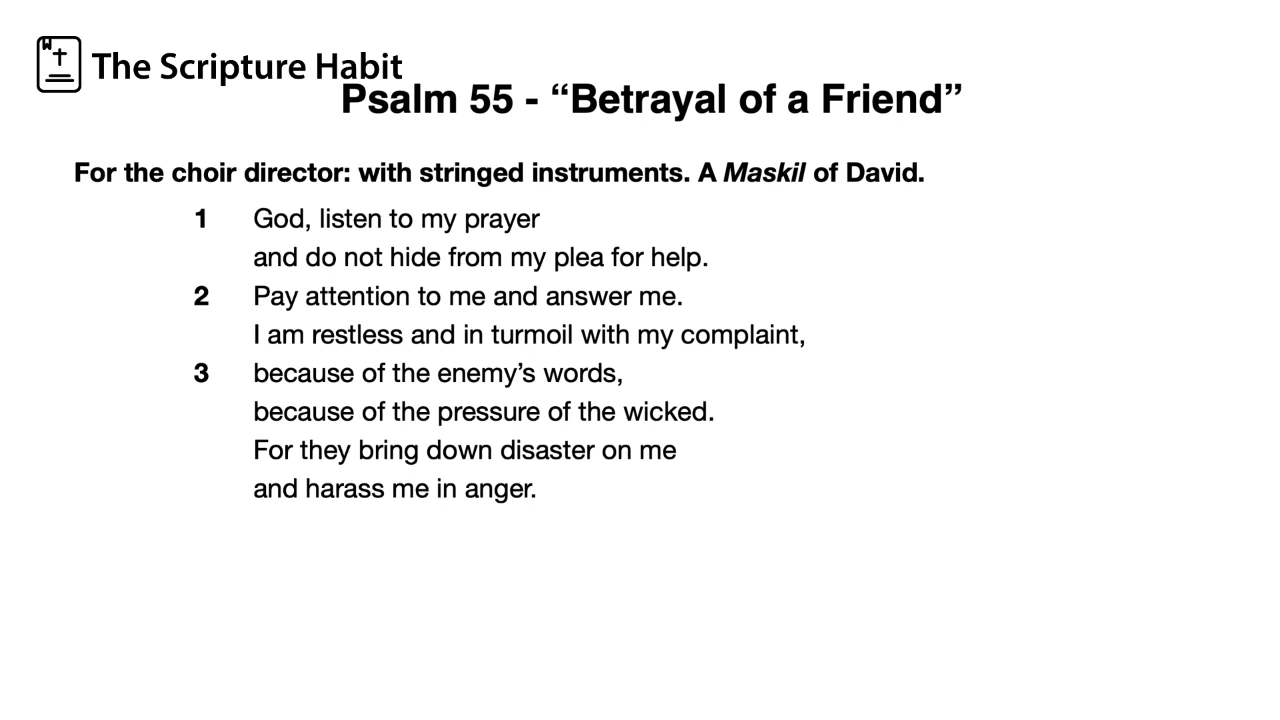 The Scripture Habit
Psalm 55 - “Betrayal of a Friend”
For the choir director: with stringed instruments. A Maskil of David.
1 God, listen to my prayer
and do not hide from my plea for help.
2 Pay attention to me and answer me.
I am restless and in turmoil with my complaint,
3 because of the enemy’s words,
because of the pressure of the wicked.
For they bring down disaster on me
and harass me in anger.